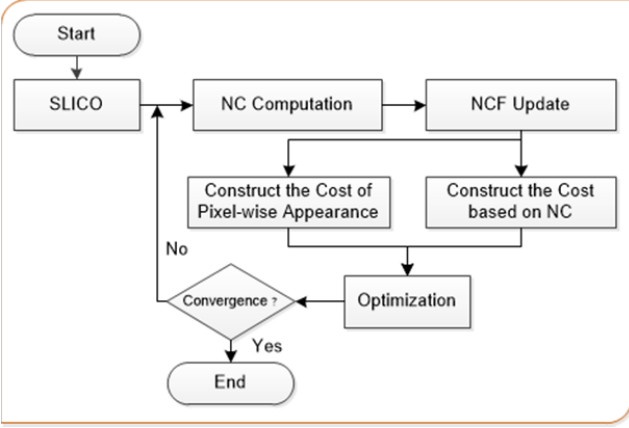 Start
SLICO
NC Computation
NCF Update
Construct the Cost of
Pixel-wise Appearance
Construct the Cost
based on NC
No
Convergence ?
Optimization
Yes
End